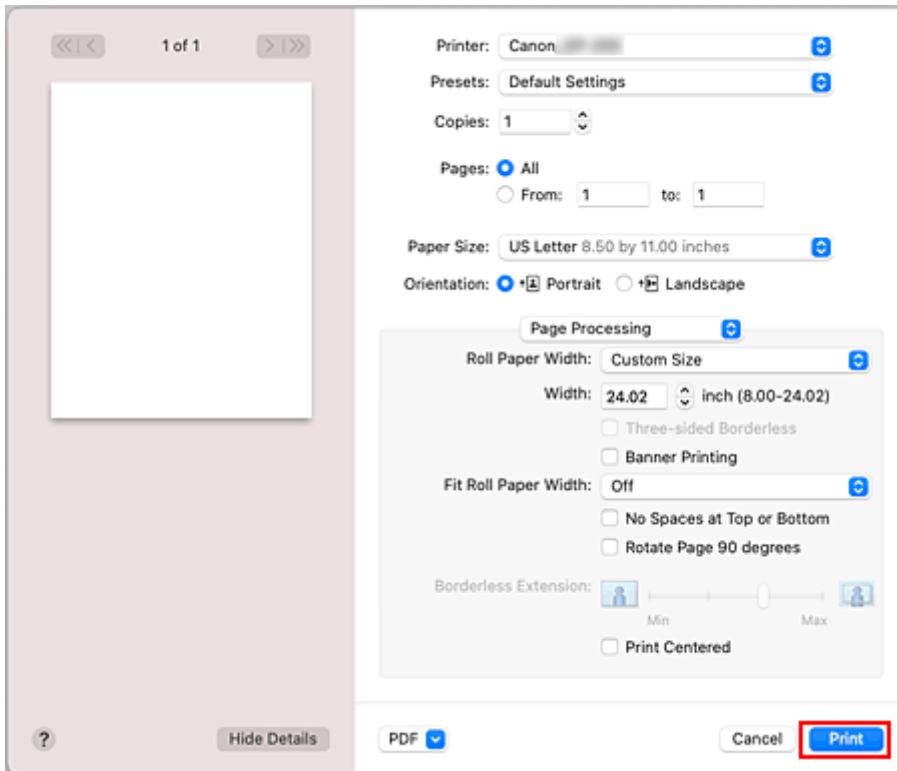 1 of 1
Printer: Canon
Presets: Default Settings
Copies: 1
Pages: All
From: 1 to: 1
Paper Size: US Letter 8.50 by 11.00 inches
Orientation: Portrait Landscape
Page Processing
Roll Paper Width: Custom Size
Width: 24.02 inch (8.00-24.02)
Three-sided Borderless
Banner Printing
Fit Roll Paper Width: Off
No Spaces at Top or Bottom
Rotate Page 90 degrees
Borderless Extension:
Min Max
Print Centered
? Hide Details PDF Cancel Print